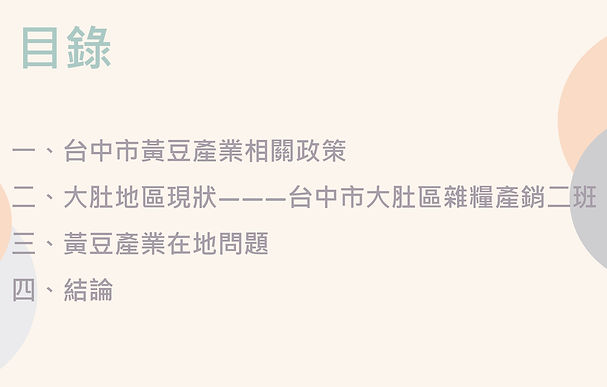 目錄
一、台中市黃豆產業相關政策
二、大肚地區現狀———台中市大肚區雜糧產銷二班
三、黃豆產業在地問題
四、結論